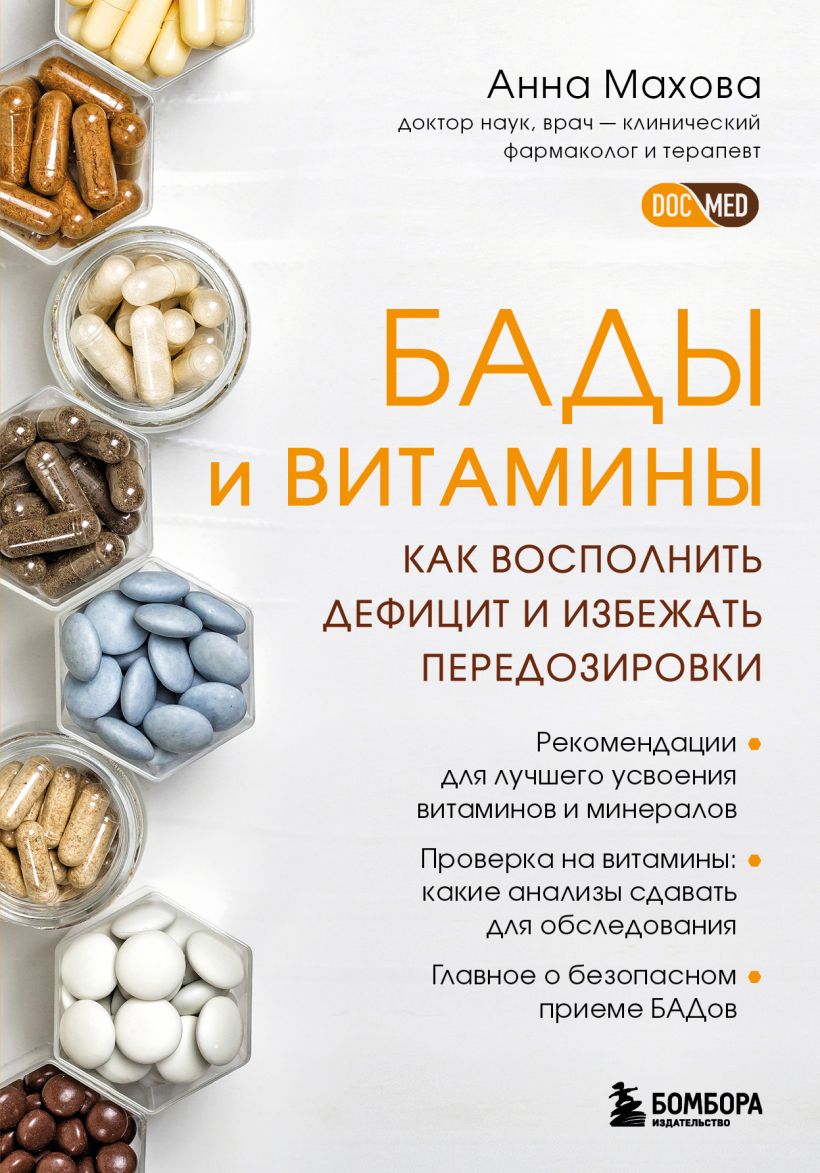 Анна Махова
доктор наук, врач — клинический
фармаколог и терапевт
DOC MED
БАДЫ
и ВИТАМИНЫ
КАК ВОСПОЛНИТЬ
ДЕФИЦИТ И ИЗБЕЖАТЬ
ПЕРЕДОЗИРОВКИ
Рекомендации
для лучшего усвоения
витаминов и минералов
Проверка на витамины:
какие анализы сдавать
для обследования
Главное о безопасном
приеме БАДов
БОМБОРА
ИЗДАТЕЛЬСТВО